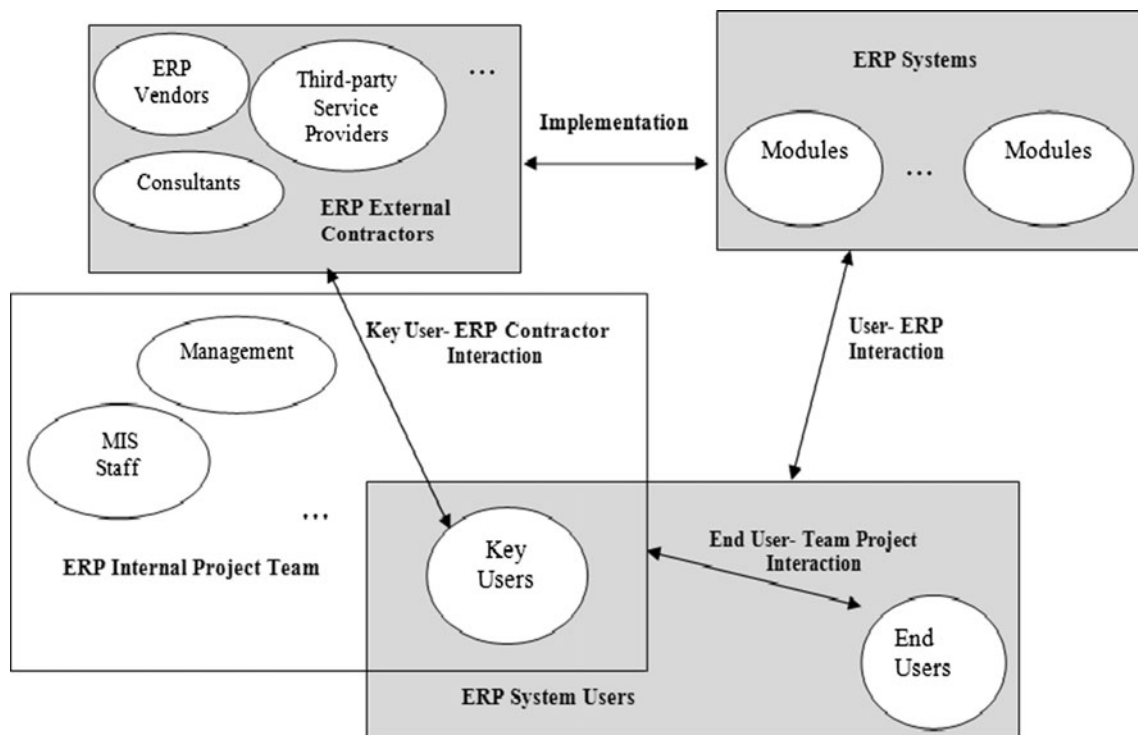 ERP
Vendors
Third-party
Service
Providers
...
Consultants
ERP External
Contractors
Implementation
ERP Systems
Modules
...
Modules
Key User- ERP Contractor
Interaction
User- ERP
Interaction
Management
MIS
Staff
...
ERP Internal Project Team
Key
Users
End User- Team Project
Interaction
End
Users
ERP System Users